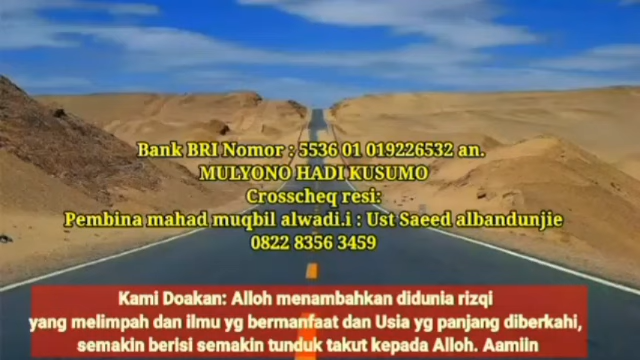 Bank BRI Nomor : 5536 01 019226532 an.
MULYONO HADI KUSUMO
Crosscheq resi:
Pembina mahad muqbil alwadi.i : Ust Saeed albandunjie
0822 8356 3459
Kami Doakan: Alloh menambahkan didunia rizqi
yang melimpah dan ilmu yg bermanfaat dan Usia yg panjang diberkahi,
semakin berisi semakin tunduk takut kepada Alloh. Aamiin